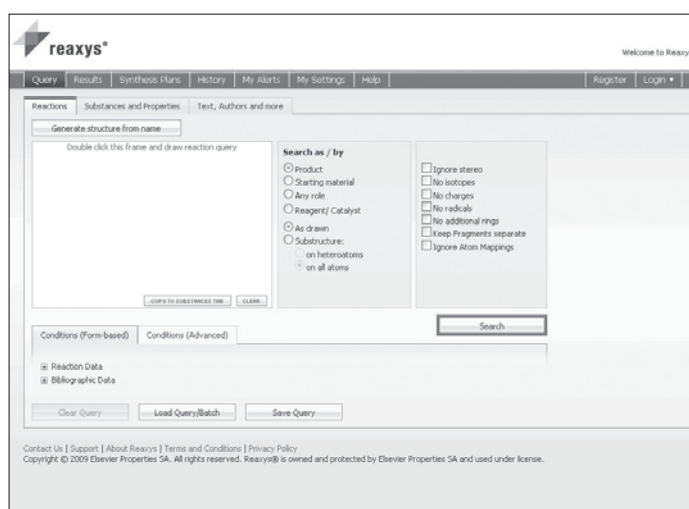 reaxys®
Welcome to Reaxy
Query Results Synthesis Plans History My Alerts My Settings Help Register Login
Reactions Substances and Properties Text, Authors and more
Generate structure from name
Double click this frame and draw reaction query
Search as / by
Product
Starting material
Any role
Reagent/ Catalyst
As drawn
Substructure:
on heteroatoms
on all atoms
Ignore stereo
No isotopes
No charges
No radicals
No additional rings
Keep Fragments separate
Ignore Atom Mappings
COPY TO SUBSTANCES TAB CLEAR
Search
Conditions (Form-based) Conditions (Advanced)
Reaction Data
Bibliographic Data
Clear Query Load Query/Batch Save Query
Contact Us | Support | About Reaxys | Terms and Conditions | Privacy Policy
Copyright © 2009 Elsevier Properties SA. All rights reserved. Reaxys® is owned and protected by Elsevier Properties SA and used under license.